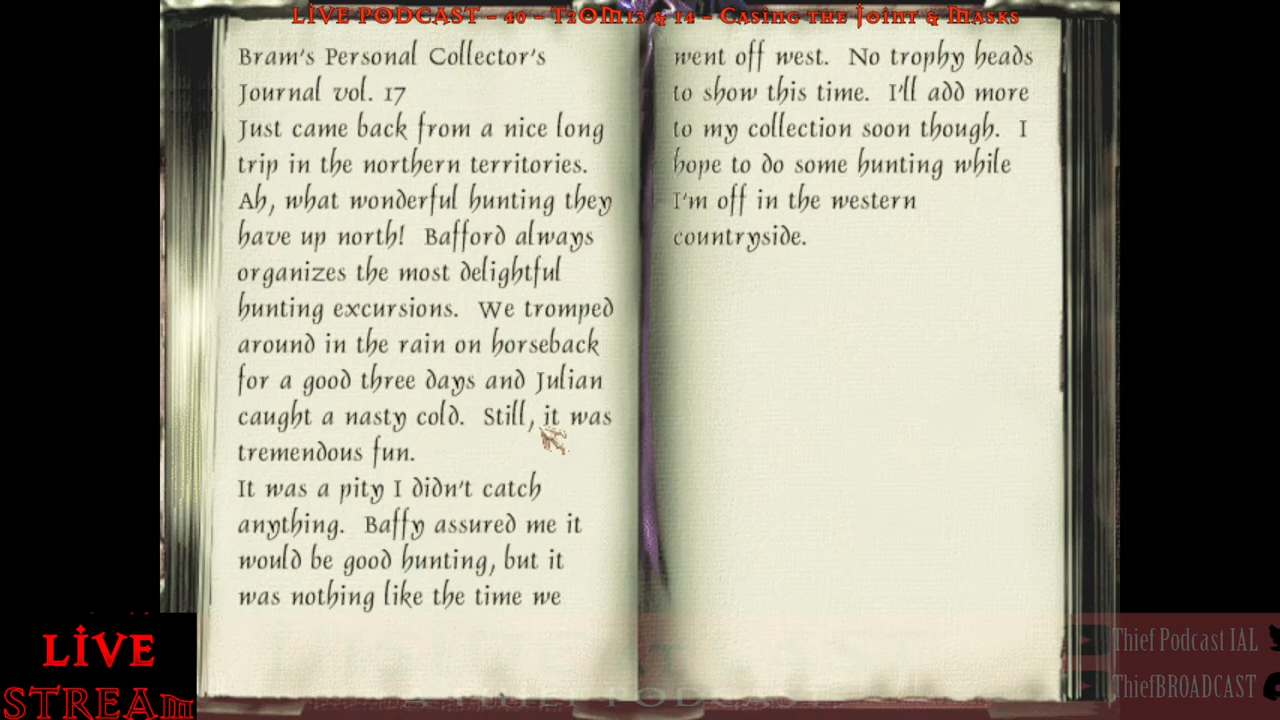 LIVE PODCAST - 40 - T2OM13 & 14 - Casing the Joint & Masks
Bram's Personal Collector's
Journal vol. 17
Just came back from a nice long
trip in the northern territories.
Ah, what wonderful hunting they
have up north!  Bafford always
organizes the most delightful
hunting excursions.  We tromped
around in the rain on horseback
for a good three days and Julian
caught a nasty cold.  Still, it was
tremendous fun.
It was a pity I didn't catch
anything.  Baffy assured me it
would be good hunting, but it
was nothing like the time we
went off west.  No trophy heads
to show this time.  I'll add more
to my collection soon though.  I
hope to do some hunting while
I'm off in the western
countryside.
LIVE
STREAM
Thief Podcast IAL
ThiefBROADCAST
A THIEF PODCAST